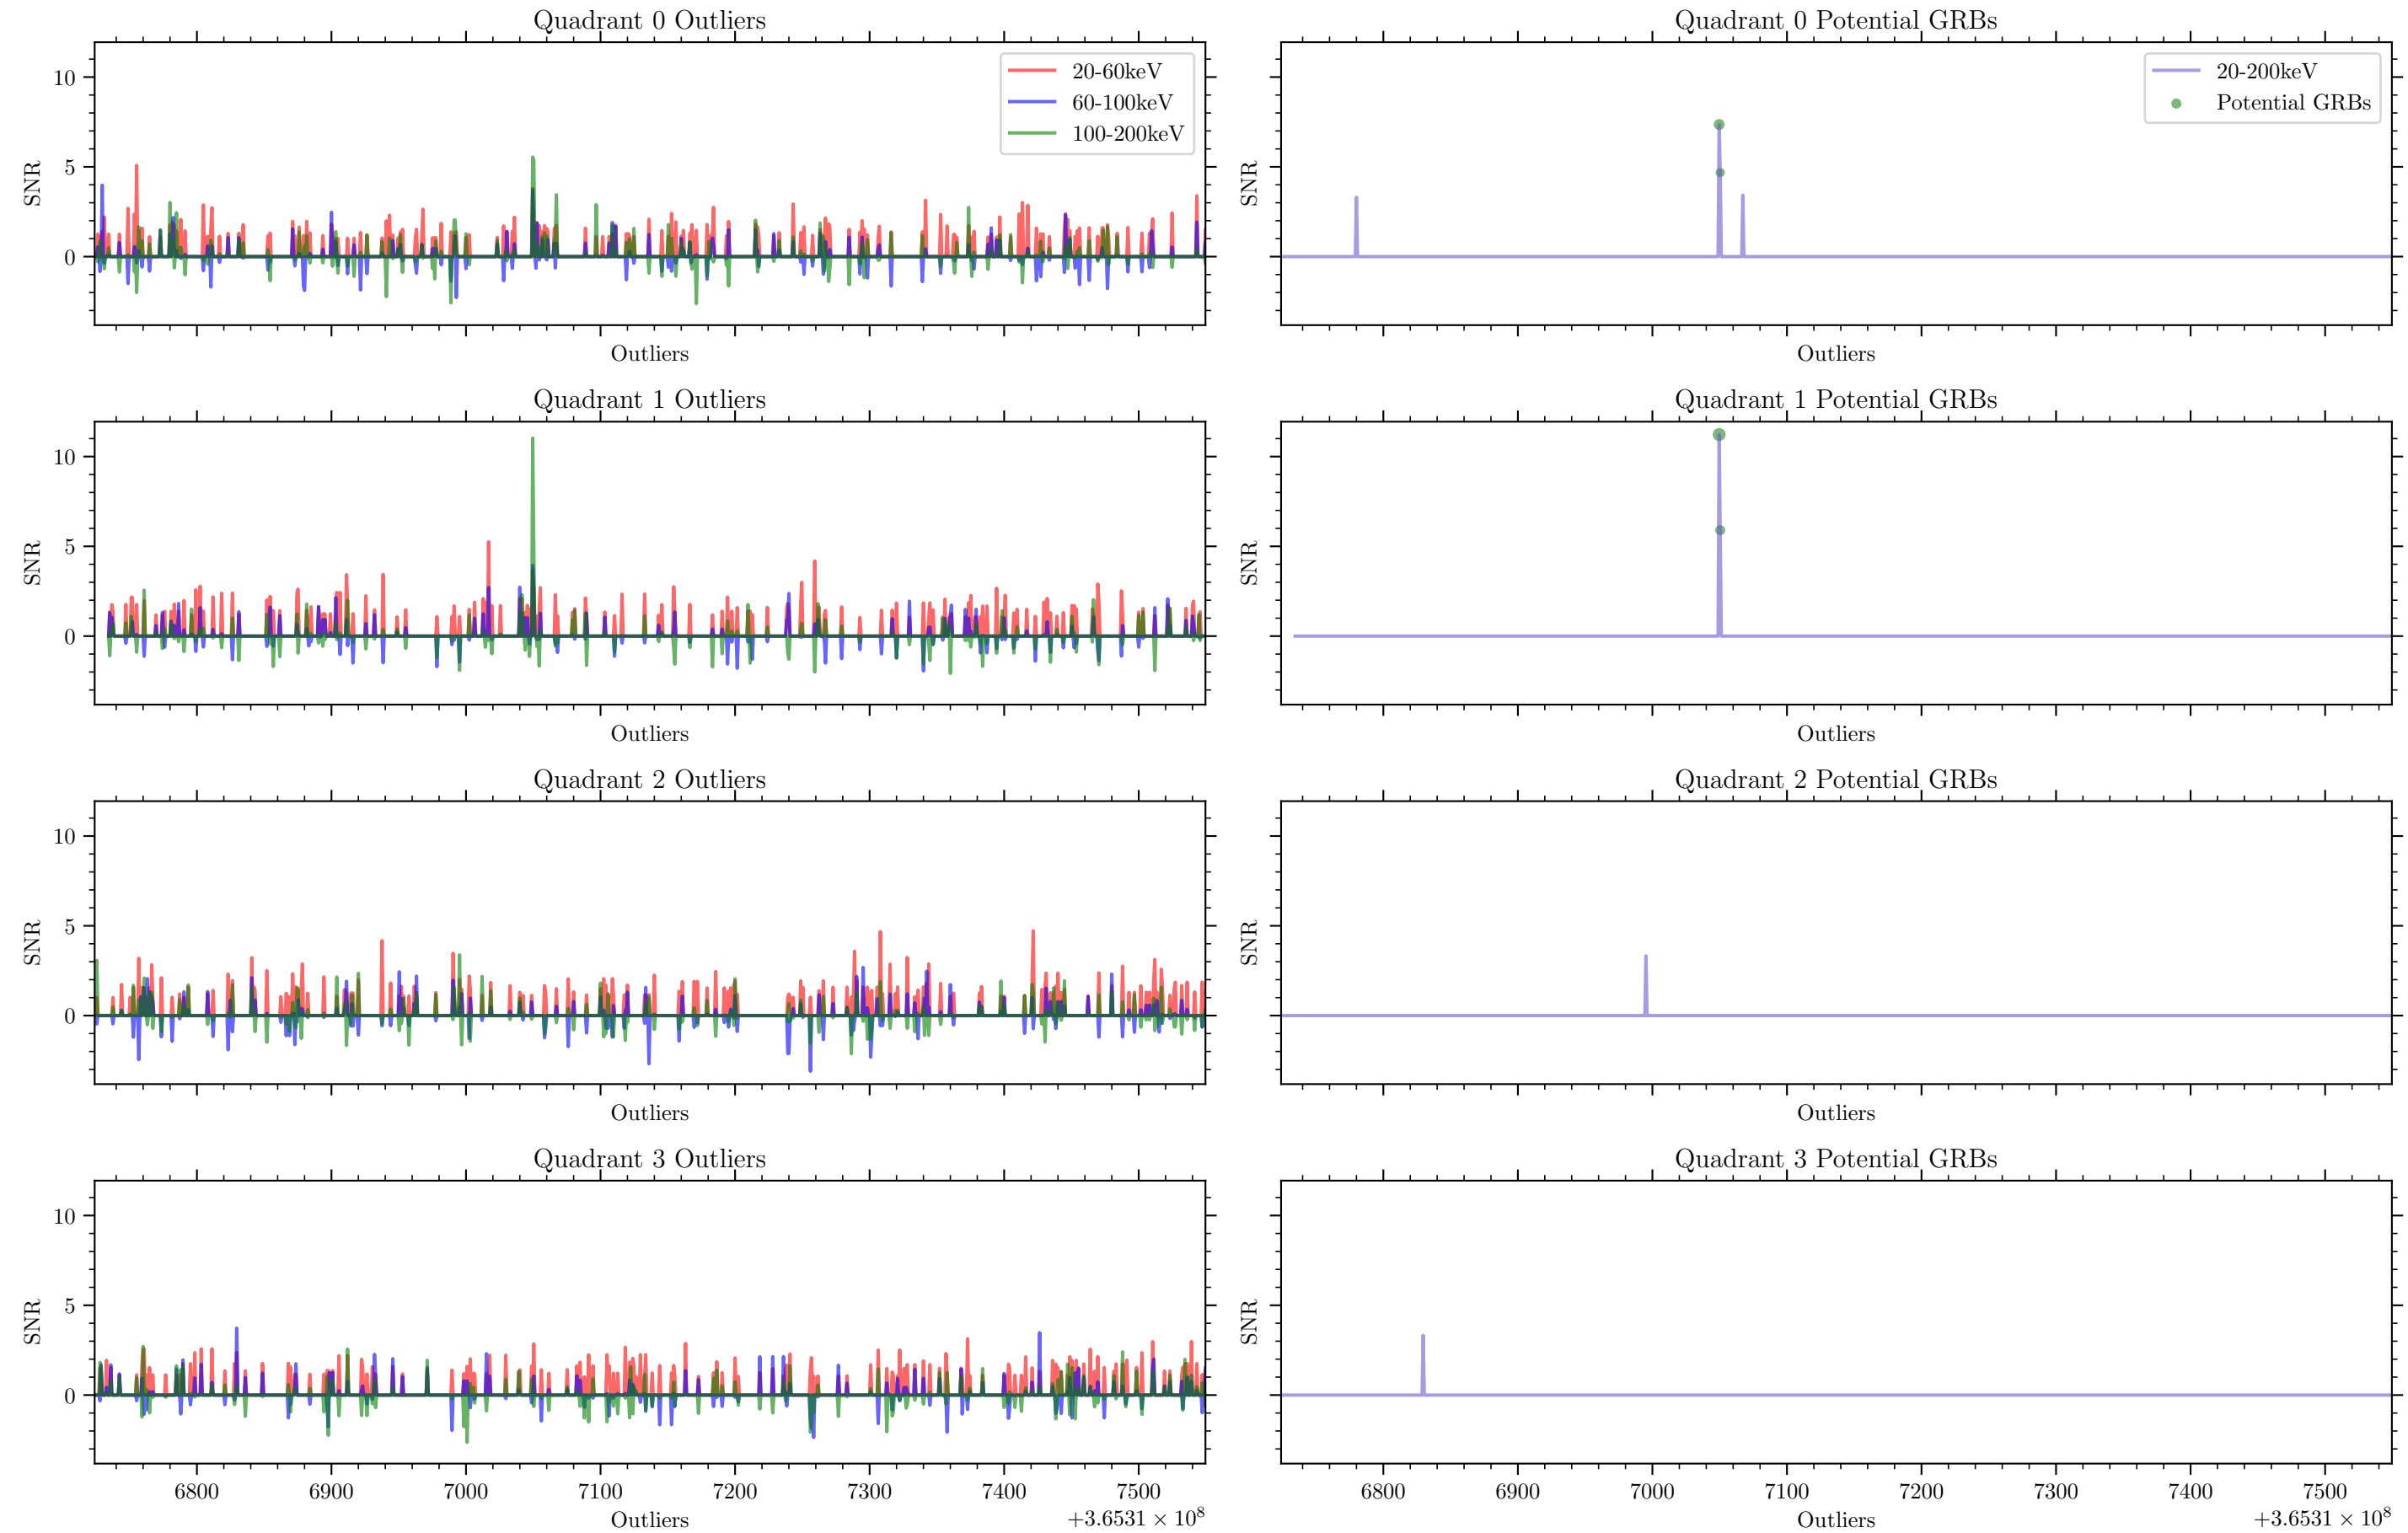 Quadrant 0 Outliers
20-60keV
60-100keV
100-200keV
10
5
0
SNR
Outliers
Quadrant 0 Potential GRBs
20-200keV
Potential GRBs
SNR
Outliers
Quadrant 1 Outliers
10
5
0
SNR
Outliers
Quadrant 1 Potential GRBs
SNR
Outliers
Quadrant 2 Outliers
10
5
0
SNR
Outliers
Quadrant 2 Potential GRBs
SNR
Outliers
Quadrant 3 Outliers
10
5
0
SNR
6800 6900 7000 7100 7200 7300 7400 7500
Outliers
+3.6531 × 10⁸
Quadrant 3 Potential GRBs
SNR
6800 6900 7000 7100 7200 7300 7400 7500
Outliers
+3.6531 × 10⁸